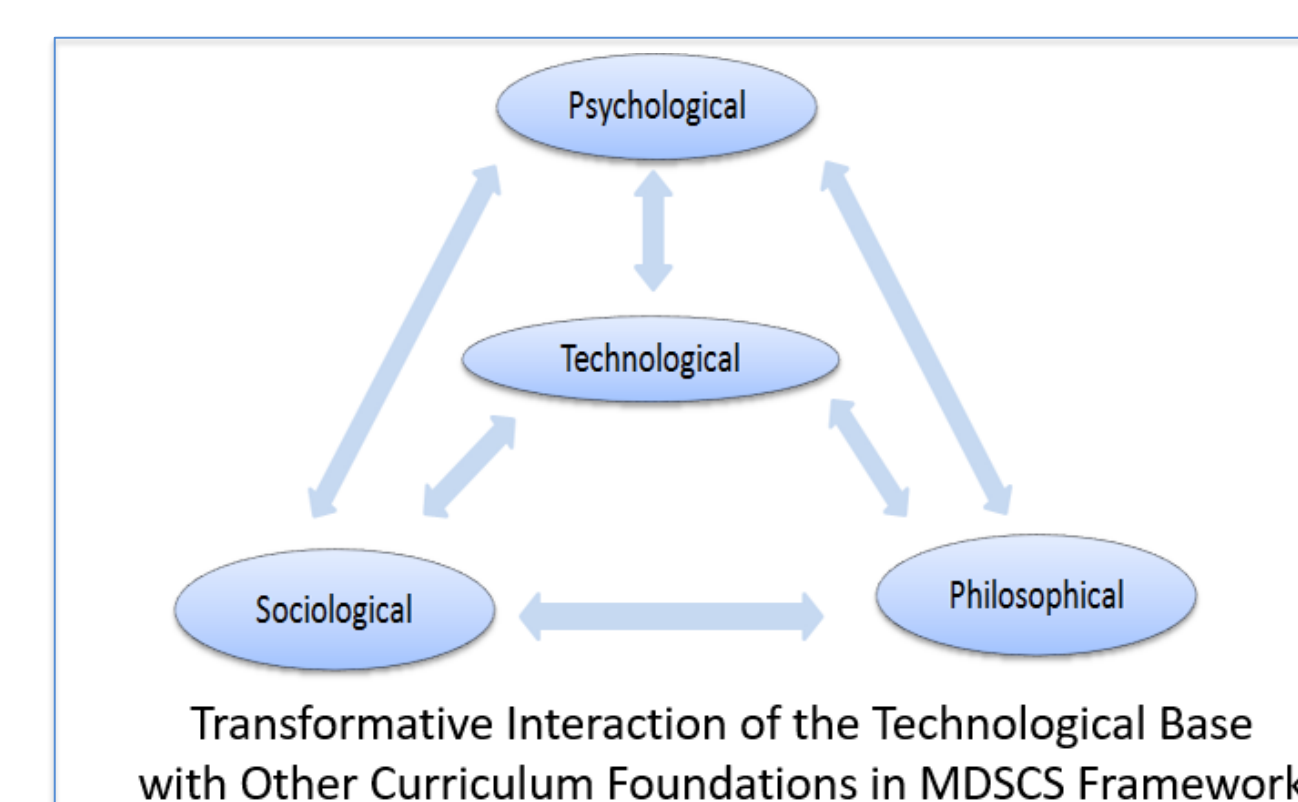 Psychological
Technological
Sociological
Philosophical
Transformative Interaction of the Technological Base
with Other Curriculum Foundations in MDSCS Framework